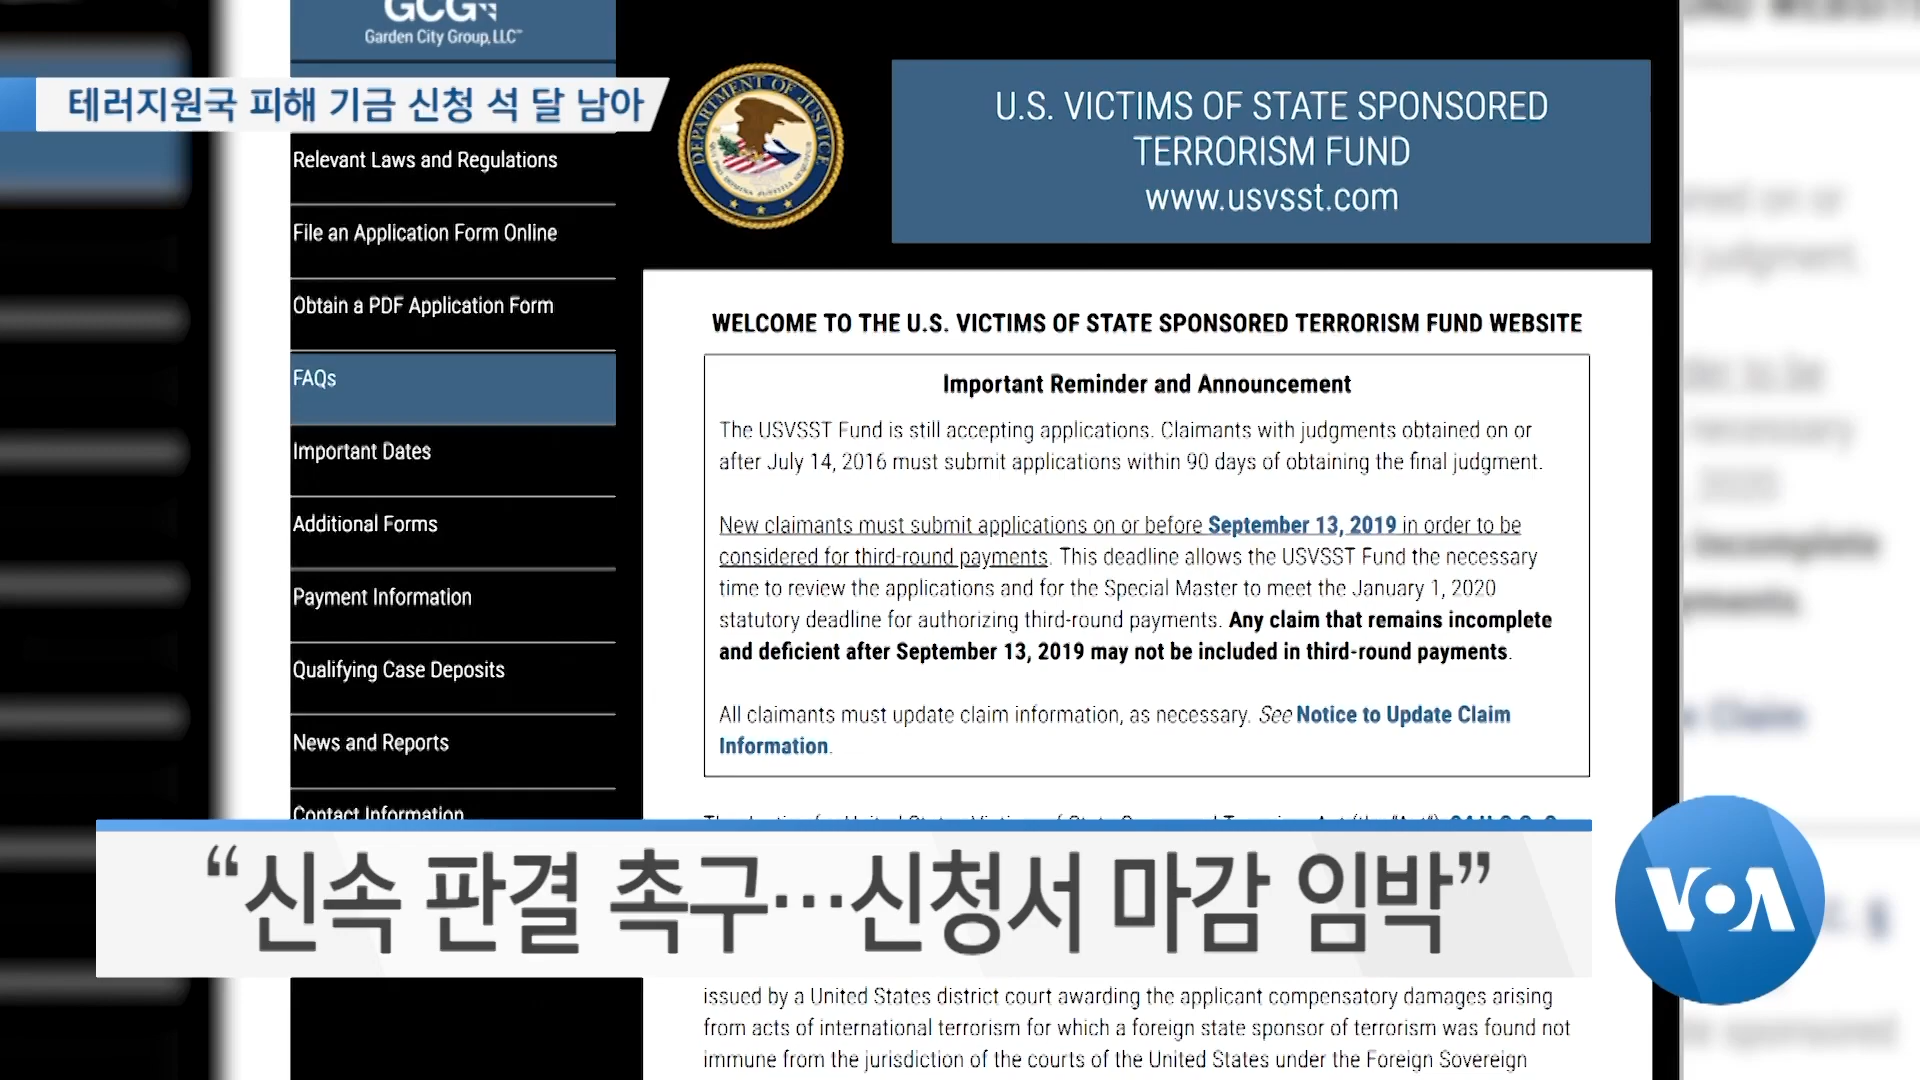 GCG
Garden City Group, LLC
테러지원국 피해 기금 신청 석 달 남아
Relevant Laws and Regulations
File an Application Form Online
Obtain a PDF Application Form
FAQs
Important Dates
Additional Forms
Payment Information
Qualifying Case Deposits
News and Reports
Contact Information
DEPARTMENT OF JUSTICE
U.S. VICTIMS OF STATE SPONSORED
TERRORISM FUND
www.usvsst.com
WELCOME TO THE U.S. VICTIMS OF STATE SPONSORED TERRORISM FUND WEBSITE
Important Reminder and Announcement
The USVSST Fund is still accepting applications. Claimants with judgments obtained on or
after July 14, 2016 must submit applications within 90 days of obtaining the final judgment.
New claimants must submit applications on or before September 13, 2019 in order to be
considered for third-round payments. This deadline allows the USVSST Fund the necessary
time to review the applications and for the Special Master to meet the January 1, 2020
statutory deadline for authorizing third-round payments. Any claim that remains incomplete
and deficient after September 13, 2019 may not be included in third-round payments.
All claimants must update claim information, as necessary. See Notice to Update Claim
Information.
“신속 판결 촉구…신청서 마감 임박”
VOA
issued by a United States district court awarding the applicant compensatory damages arising
from acts of international terrorism for which a foreign state sponsor of terrorism was found not
immune from the jurisdiction of the courts of the United States under the Foreign Sovereign